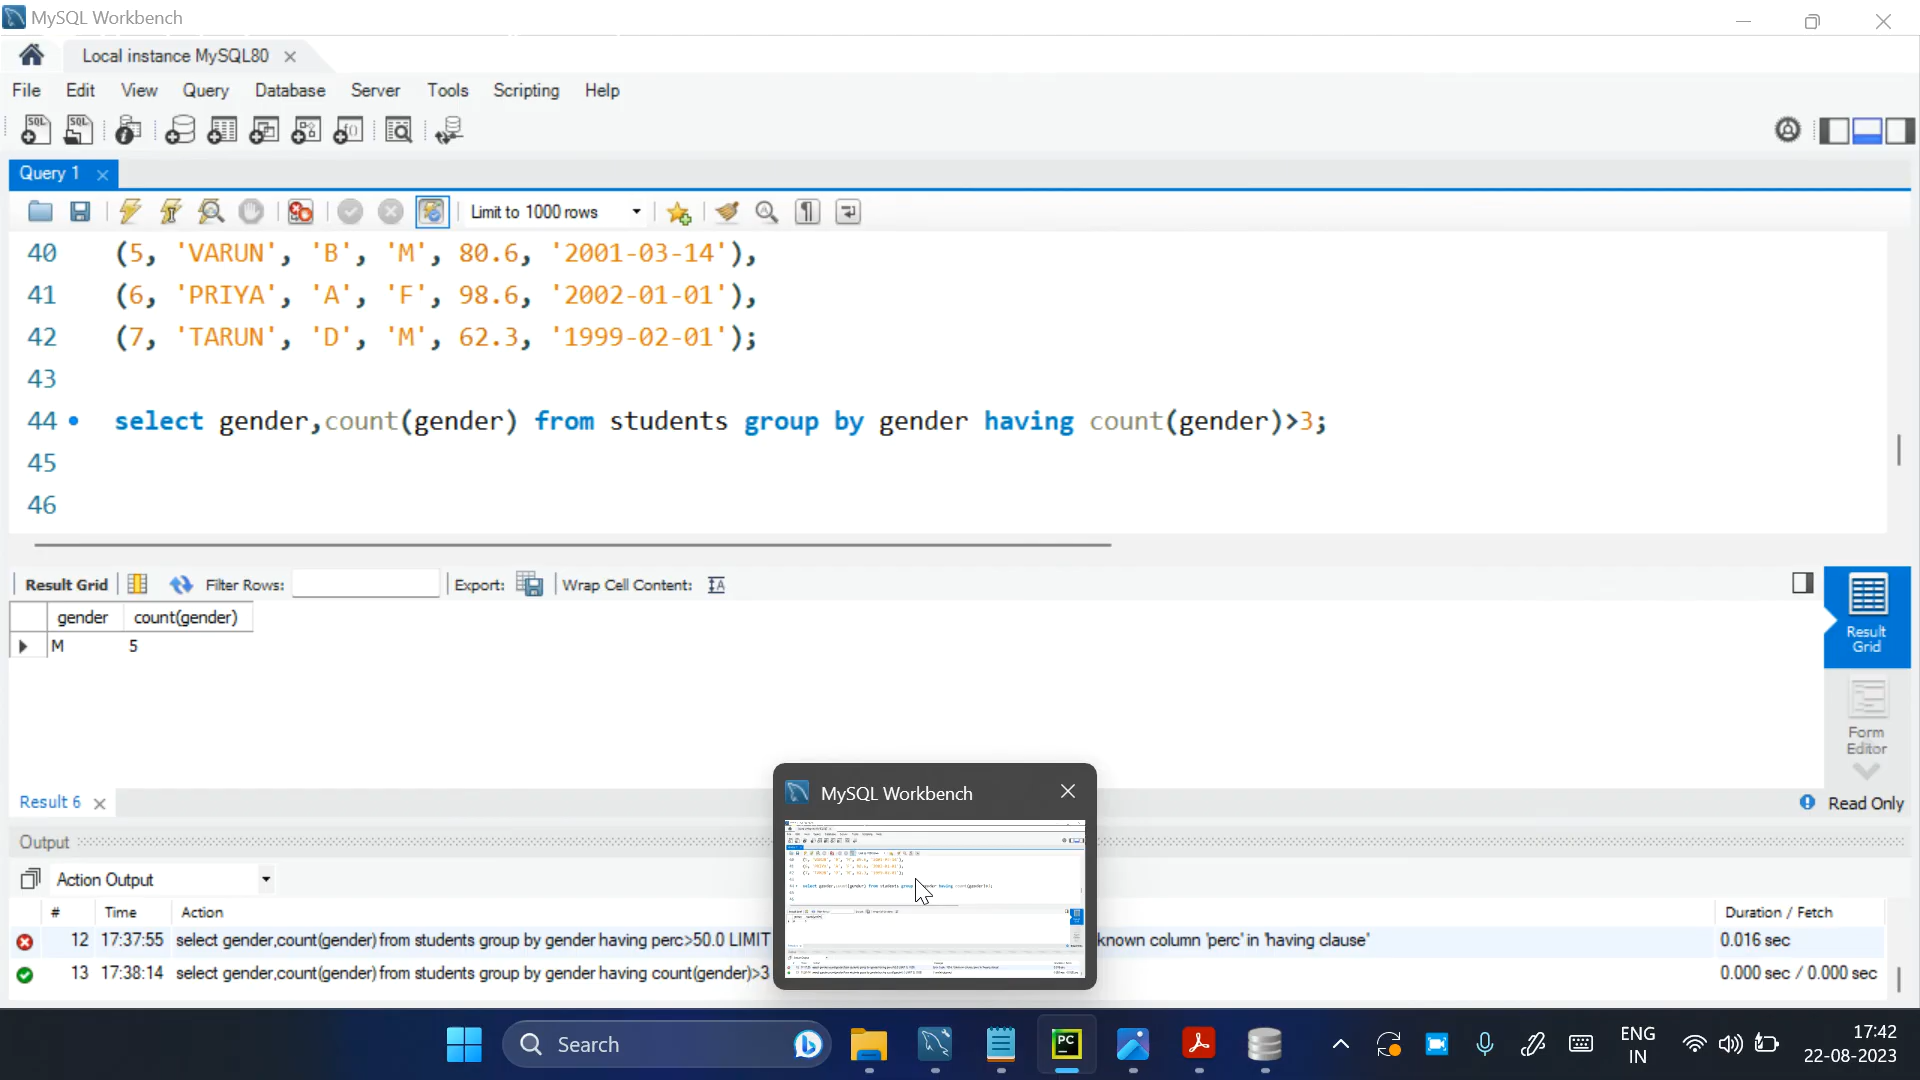 MySQL Workbench
Local instance MySQL80
File Edit View Query Database Server Tools Scripting Help
Query 1
Limit to 1000 rows
40 (5, 'VARUN', 'B', 'M', 80.6, '2001-03-14'),
41 (6, 'PRIYA', 'A', 'F', 98.6, '2002-01-01'),
42 (7, 'TARUN', 'D', 'M', 62.3, '1999-02-01');
43
44 select gender,count(gender) from students group by gender having count(gender)>3;
45
46
Result Grid Filter Rows: Export: Wrap Cell Content:
gender count(gender)
M 5
Result Grid
Form Editor
Result 6
Read Only
Output
Action Output
# Time Action Duration / Fetch
12 17:37:55 select gender,count(gender) from students group by gender having perc>50.0 LIMIT known column 'perc' in 'having clause' 0.016 sec
13 17:38:14 select gender,count(gender) from students group by gender having count(gender)>3 0.000 sec / 0.000 sec
MySQL Workbench
Search
PC
ENG
IN
17:42
22-08-2023